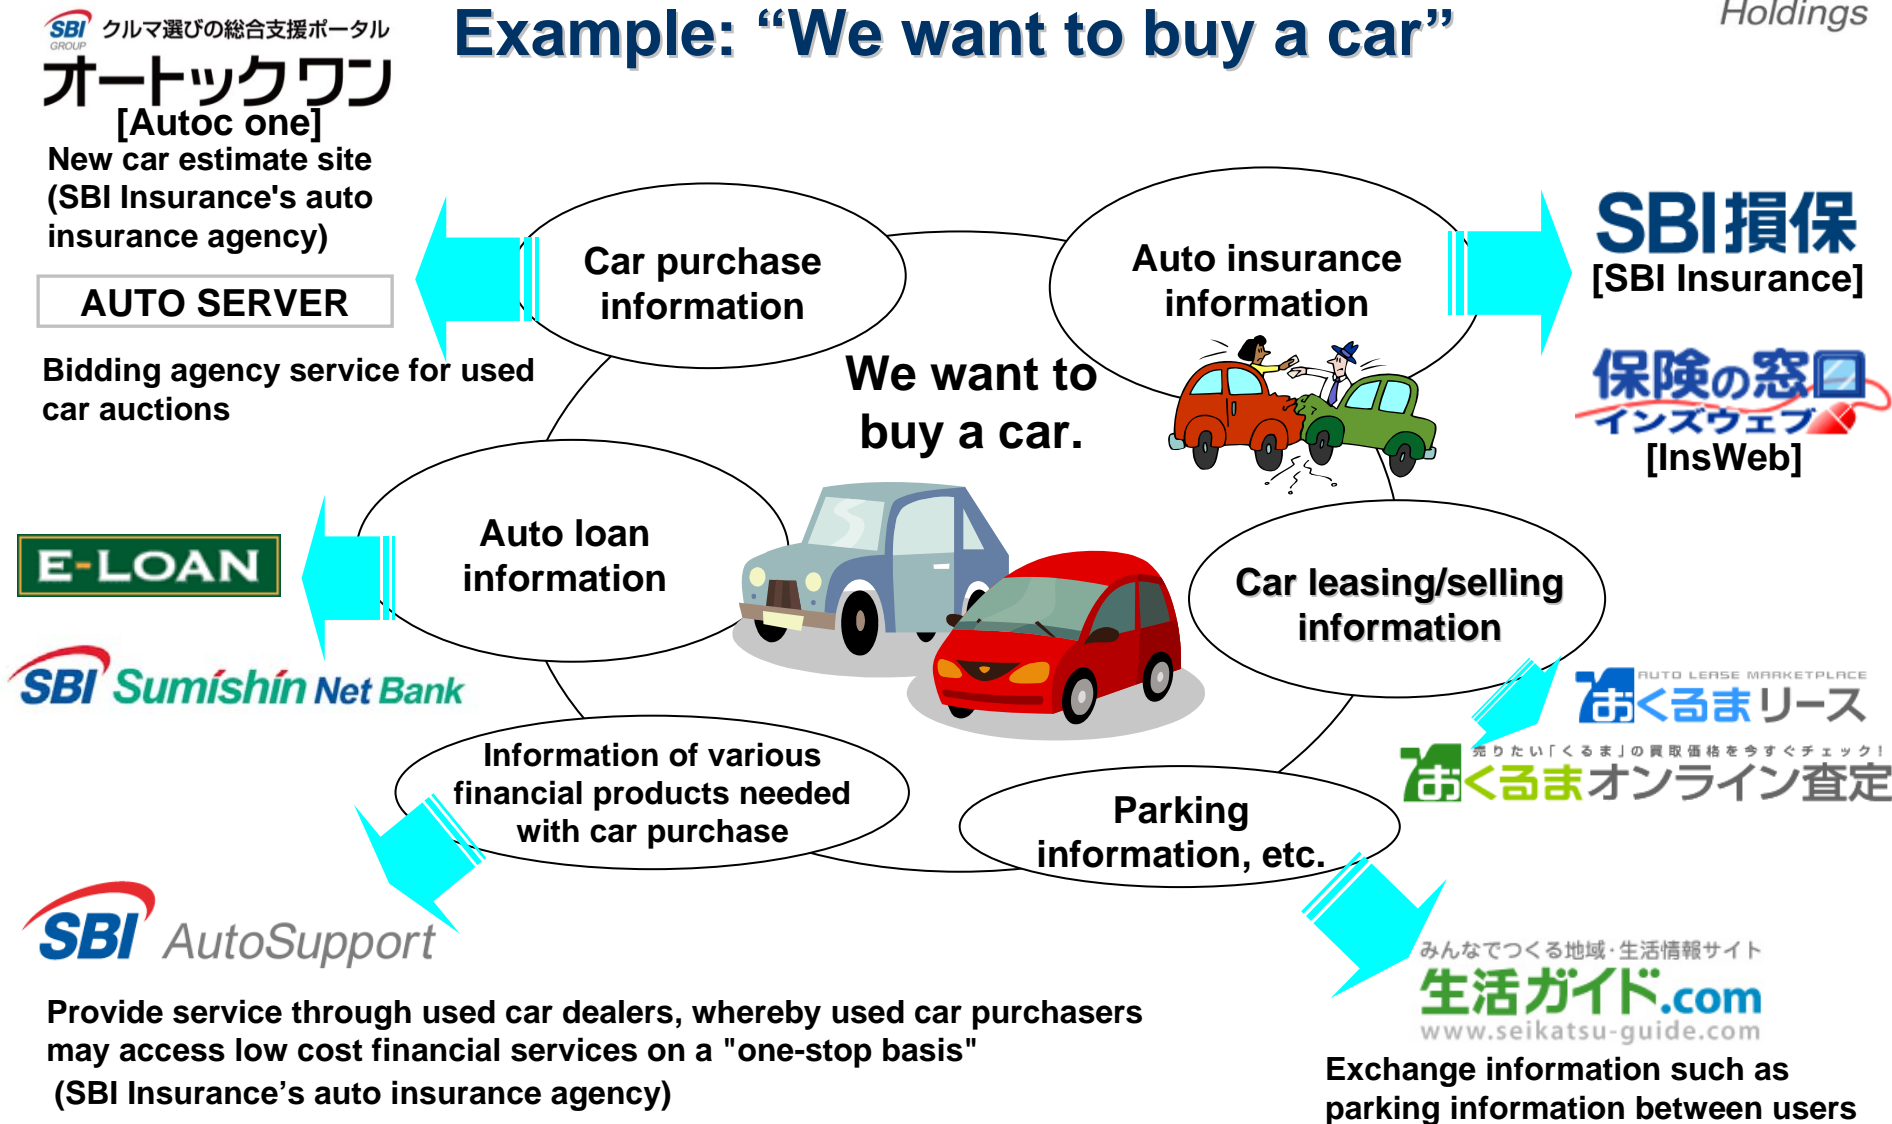 Example: “We want to buy a car”
Holdings
SBI
GROUP
クルマ選びの総合支援ポータル
オートックワン
[Autoc one]
New car estimate site
(SBI Insurance's auto
insurance agency)
AUTO SERVER
Bidding agency service for used
car auctions
Car purchase
information
Auto insurance
information
SBI損保
[SBI Insurance]
保険の窓口
インズウェブ
[InsWeb]
We want to
buy a car.
Auto loan
information
E-LOAN
SBI Sumishin Net Bank
Car leasing/selling
information
AUTO LEASE MARKETPLACE
おくるまリース
売りたい「くるま」の買取価格を今すぐチェック!
おくるまオンライン査定
Information of various
financial products needed
with car purchase
Parking
information, etc.
SBI AutoSupport
Provide service through used car dealers, whereby used car purchasers
may access low cost financial services on a "one-stop basis"
(SBI Insurance’s auto insurance agency)
みんなでつくる地域・生活情報サイト
生活ガイド.com
www.seikatsu-guide.com
Exchange information such as
parking information between users